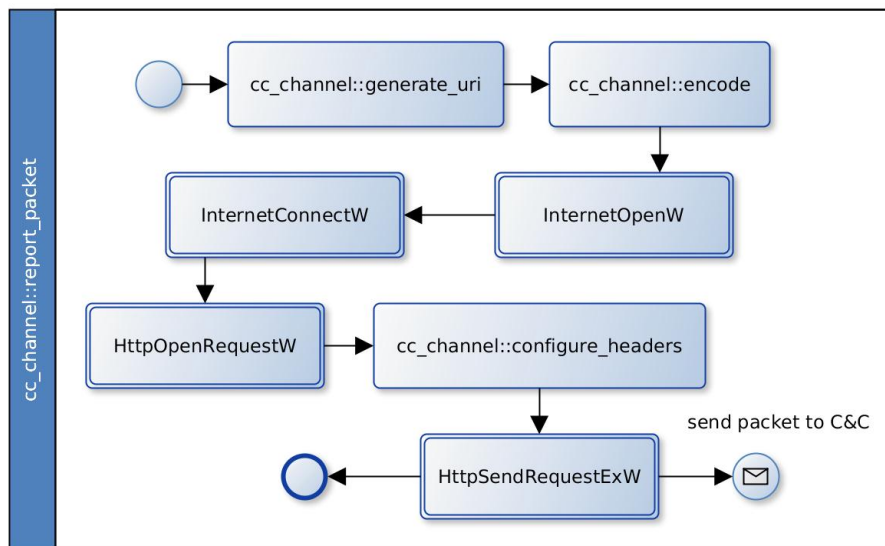 cc_channel::report_packet
cc_channel::generate_uri
cc_channel::encode
InternetConnectW
InternetOpenW
HttpOpenRequestW
cc_channel::configure_headers
send packet to C&C
HttpSendRequestExW